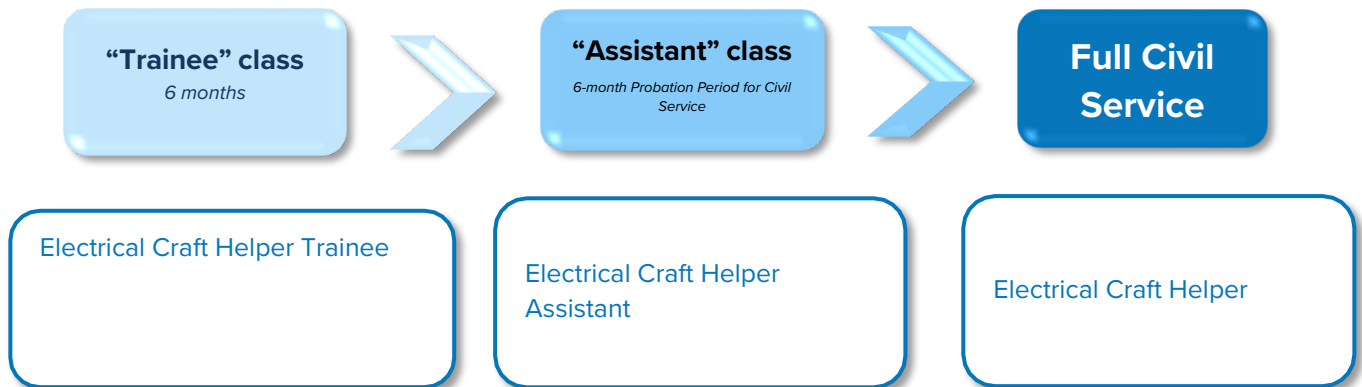 “Trainee” class
6 months
“Assistant” class
6-month Probation Period for Civil
Service
Full Civil
Service
Electrical Craft Helper Trainee
Electrical Craft Helper
Assistant
Electrical Craft Helper